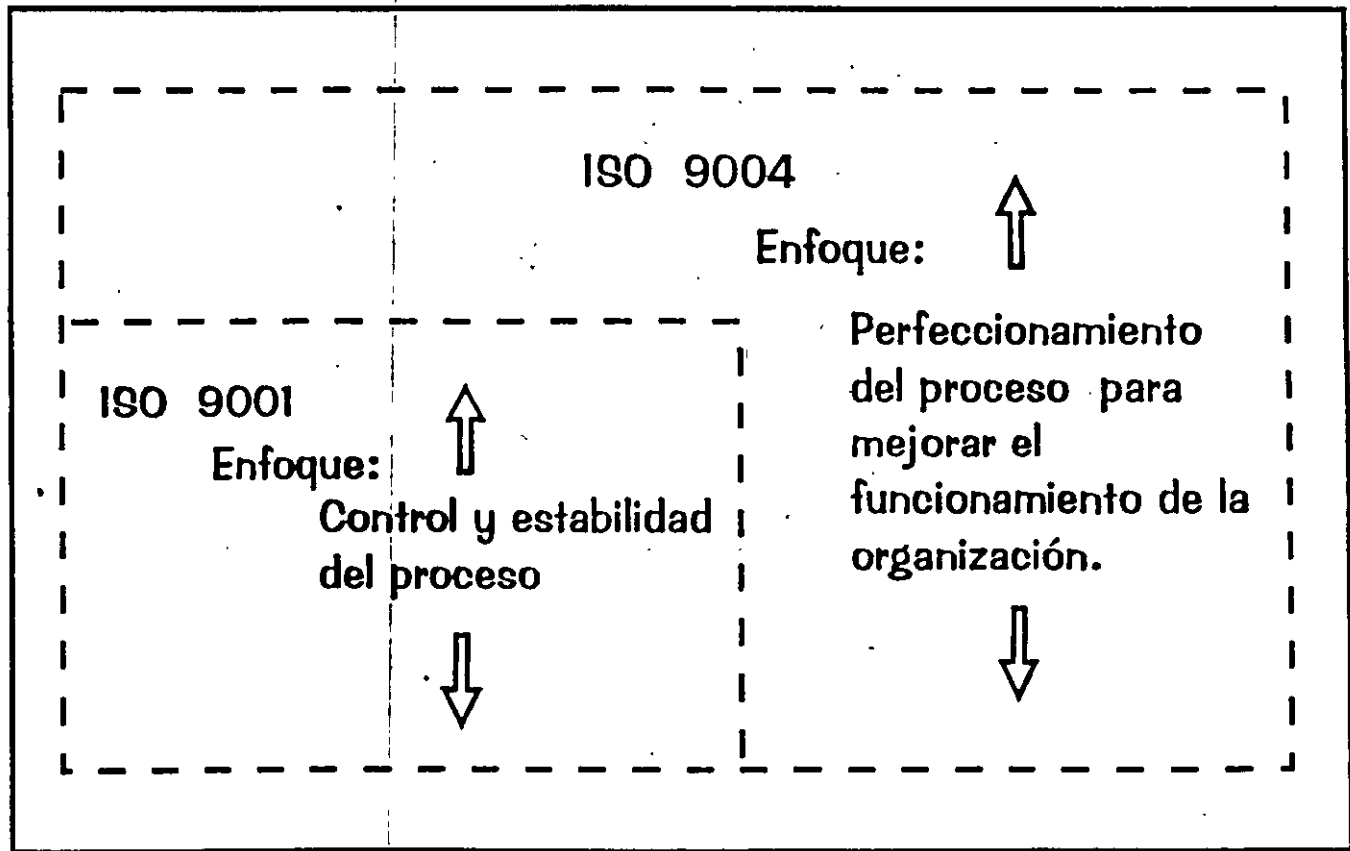 ISO 9004
Enfoque:
Perfeccionamiento
del proceso para
mejorar el
funcionamiento de la
organización.
ISO 9001
Enfoque:
Control y estabilidad
del proceso